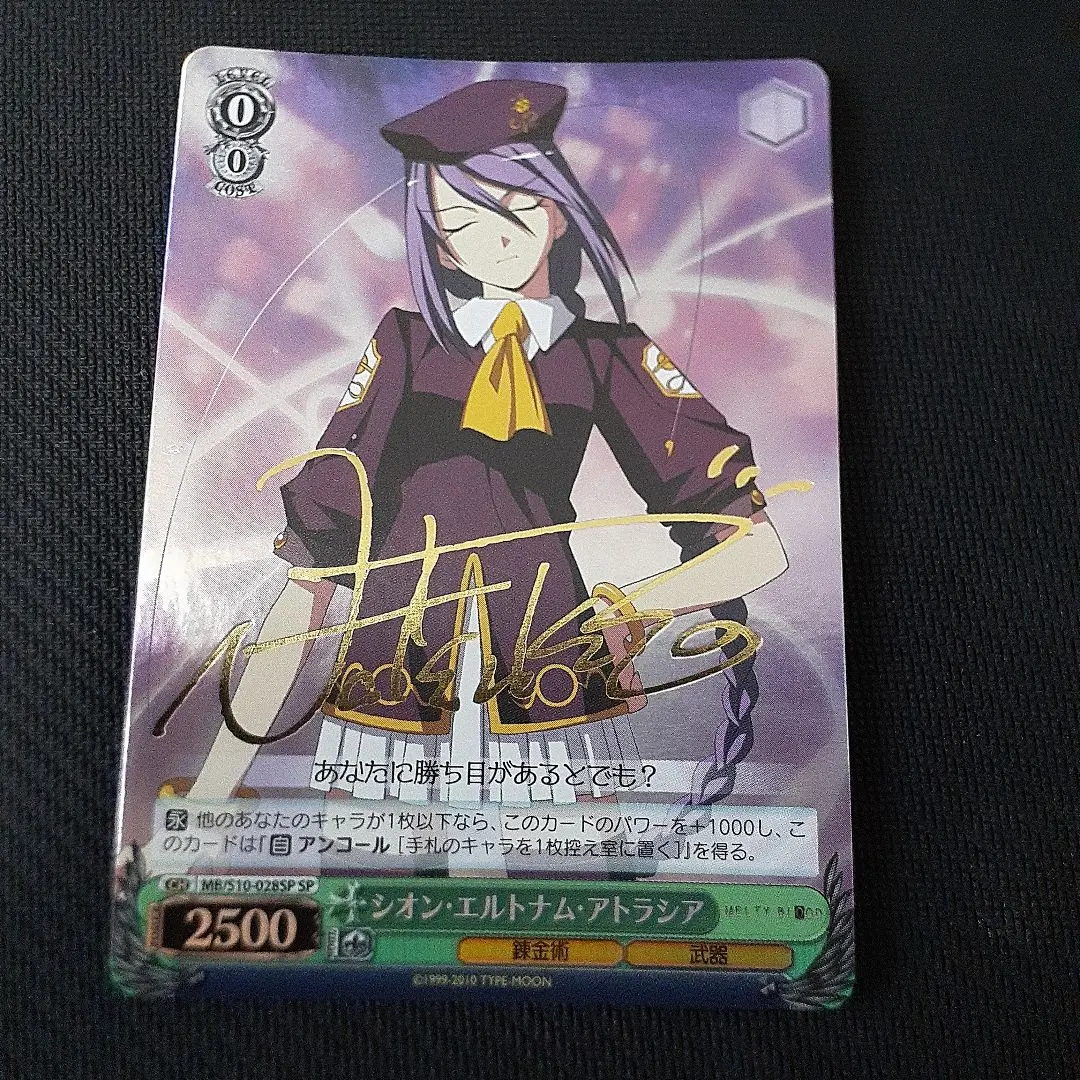 LEVEL
0
0
COST
あなたに勝ち目があるとでも？
永 他のあなたのキャラが1枚以下なら、このカードのパワーを＋1000し、こ
のカードは『自 アンコール ［手札のキャラを1枚控え室に置く］』を得る。
MB/S10-028SP SP
2500
シオン・エルトナム・アトラシア
MELTY BLOOD
錬金術
武器
©1999-2010 TYPE-MOON